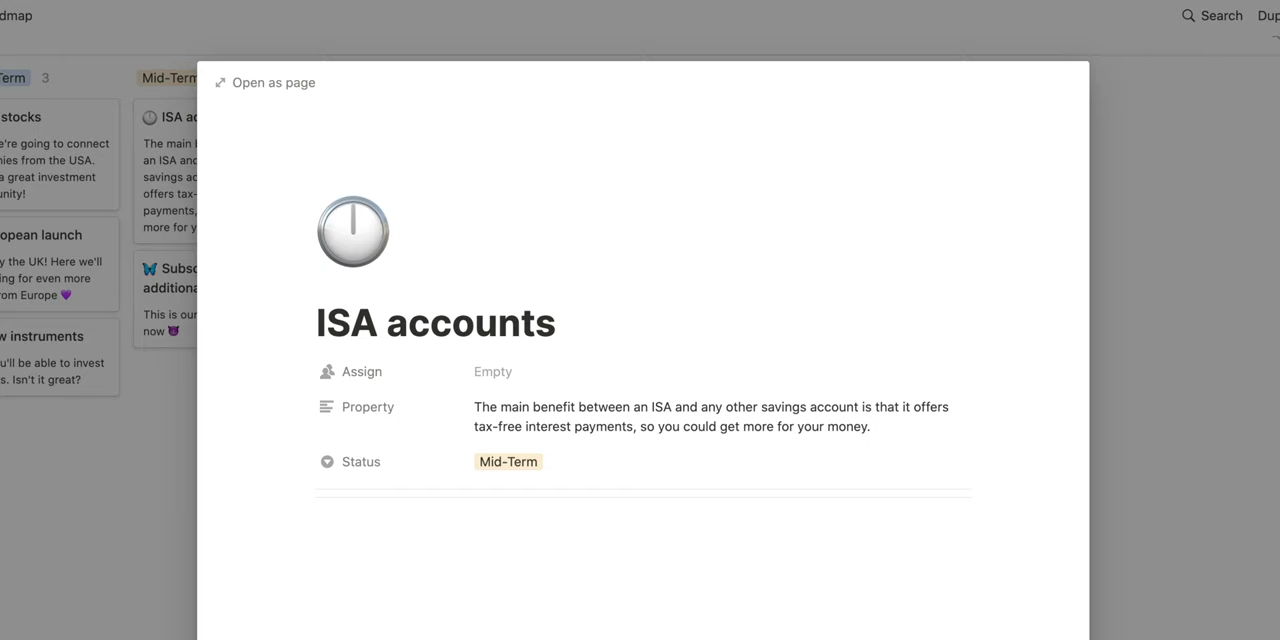 dmap
Search Dup
Term 3
Mid-Term
stocks
e're going to connect
nies from the USA.
a great investment
unity!
opean launch
y the UK! Here we'll
ing for even more
rom Europe 💜
w instruments
u'll be able to invest
s. Isn't it great?
ISA ac
The main b
an ISA and
savings ac
offers tax-
payments,
more for y
🦋 Subsc
additiona
This is our
now 😈
Open as page
ISA accounts
Assign Empty
Property The main benefit between an ISA and any other savings account is that it offers
tax-free interest payments, so you could get more for your money.
Status Mid-Term